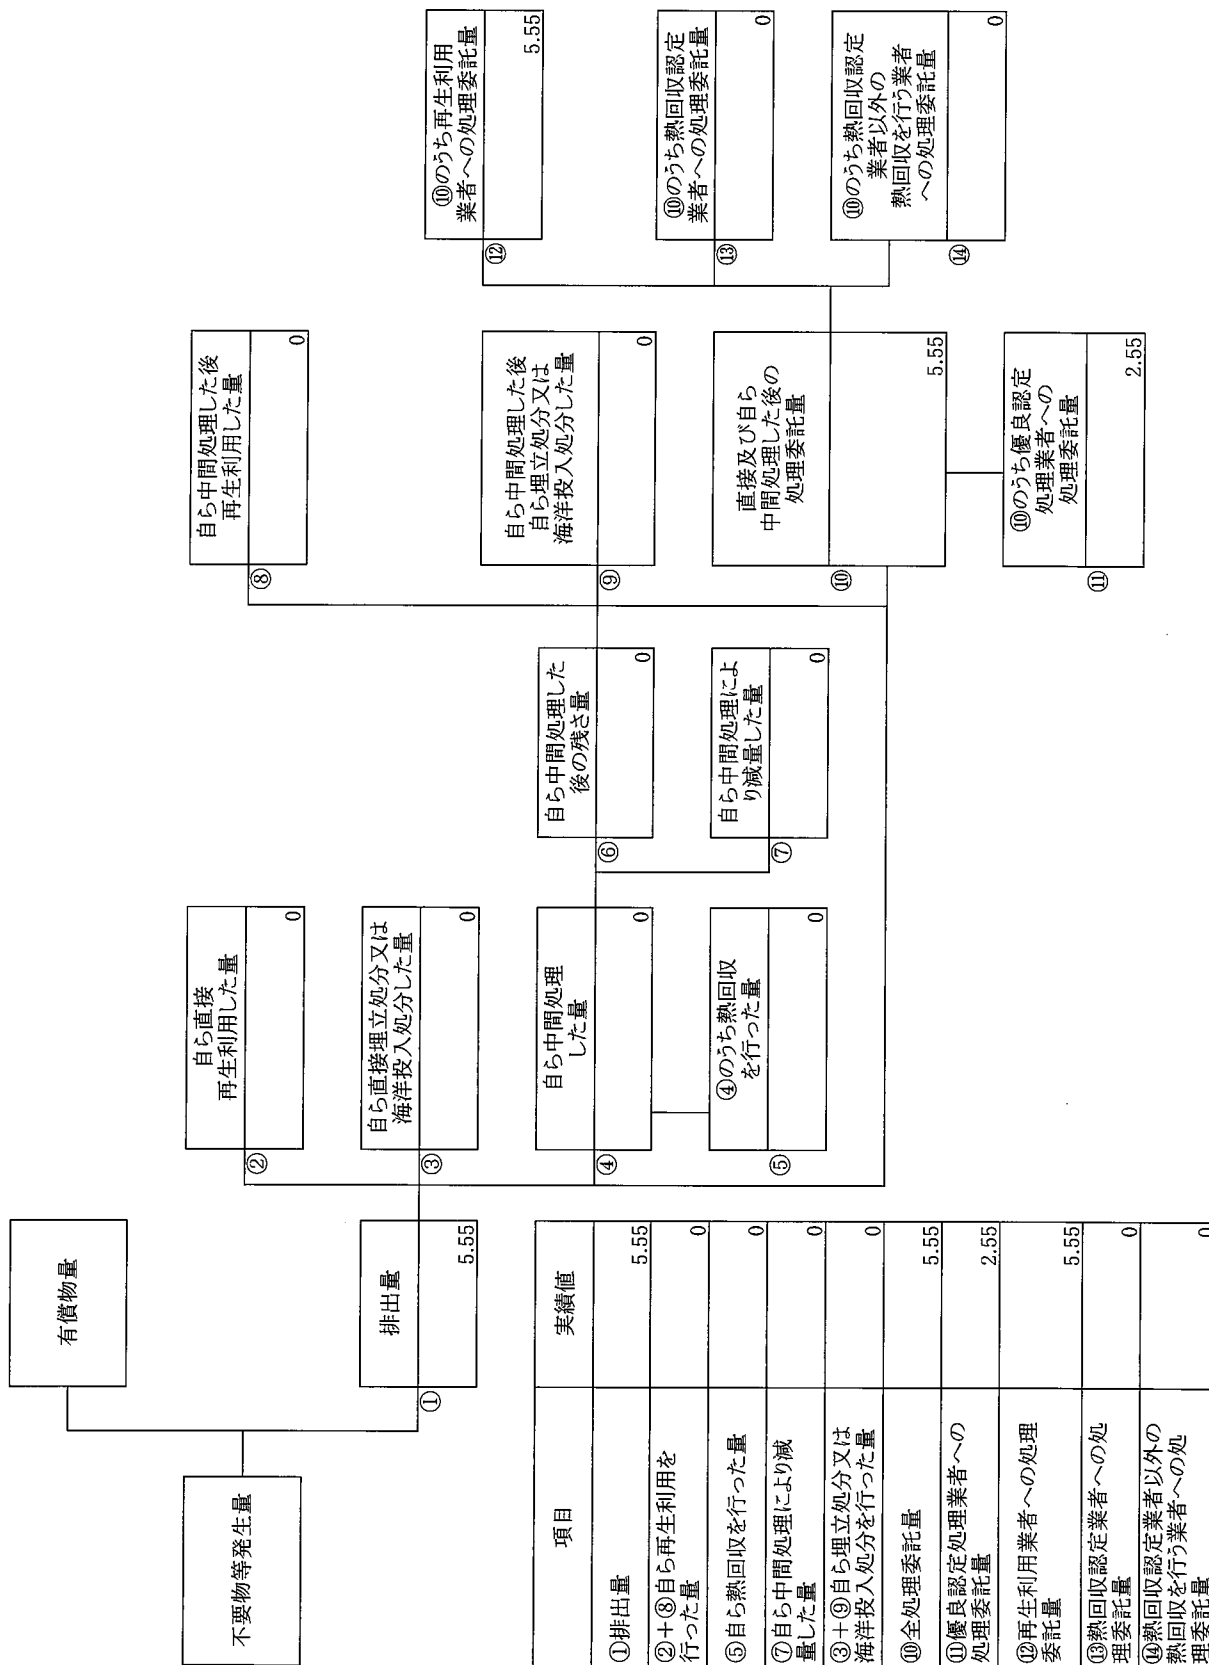 不要物等発生量
有償物量
①
排出量
5.55
②
自ら直接
再生利用した量
0
③
自ら直接埋立処分又は
海洋投入処分した量
0
④
自ら中間処理
した量
0
⑤
④のうち熱回収
を行った量
0
⑥
自ら中間処理した
後の残さ量
0
⑦
自ら中間処理によ
り減量した量
0
⑧
自ら中間処理した後
再生利用した量
0
⑨
自ら中間処理した後
自ら埋立処分又は
海洋投入処分した量
0
⑩
直接及び自ら
中間処理した後の
処理委託量
5.55
⑪
⑩のうち優良認定
処理業者への
処理委託量
2.55
⑫
⑩のうち再生利用
業者への処理委託量
5.55
⑬
⑩のうち熱回収認定
業者への処理委託量
0
⑭
⑩のうち熱回収認定
業者以外の
熱回収を行う業者
への処理委託量
0
項目
実績値
①排出量
5.55
②+⑧自ら再生利用を
行った量
0
⑤自ら熱回収を行った量
0
⑦自ら中間処理により減
量した量
0
③+⑨自ら埋立処分又は
海洋投入処分を行った量
0
⑩全処理委託量
5.55
⑪優良認定処理業者への
処理委託量
2.55
⑫再生利用業者への処理
委託量
5.55
⑬熱回収認定業者への処
理委託量
0
⑭熱回収認定業者以外の
熱回収を行う業者への処
理委託量
0